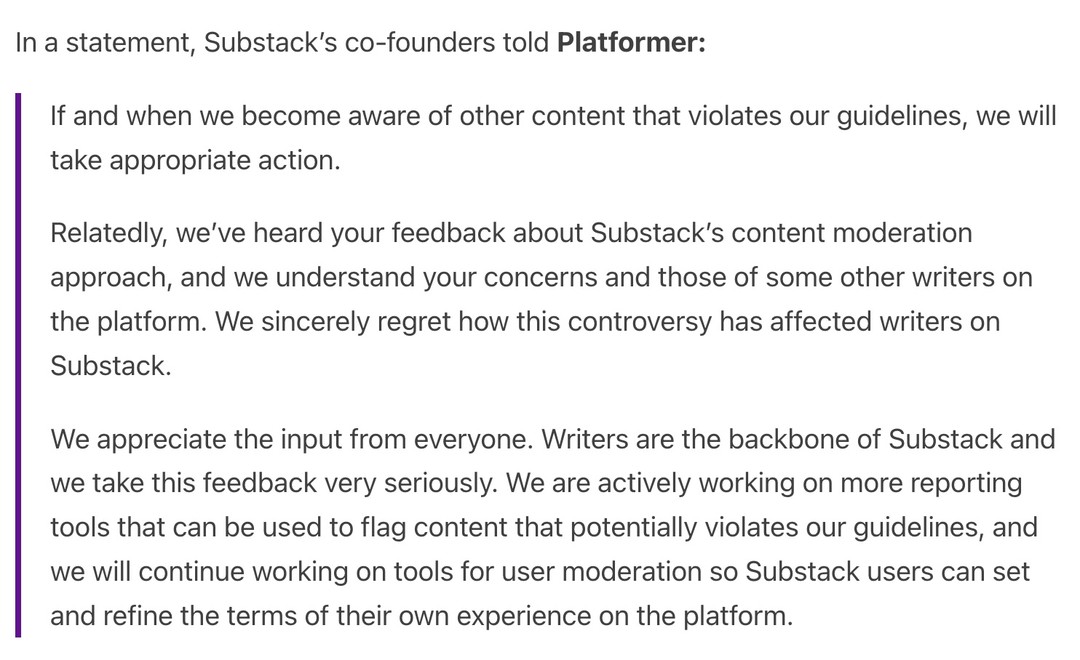 In a statement, Substack’s co-founders told Platformer:
If and when we become aware of other content that violates our guidelines, we will
take appropriate action.
Relatedly, we’ve heard your feedback about Substack’s content moderation
approach, and we understand your concerns and those of some other writers on
the platform. We sincerely regret how this controversy has affected writers on
Substack.
We appreciate the input from everyone. Writers are the backbone of Substack and
we take this feedback very seriously. We are actively working on more reporting
tools that can be used to flag content that potentially violates our guidelines, and
we will continue working on tools for user moderation so Substack users can set
and refine the terms of their own experience on the platform.